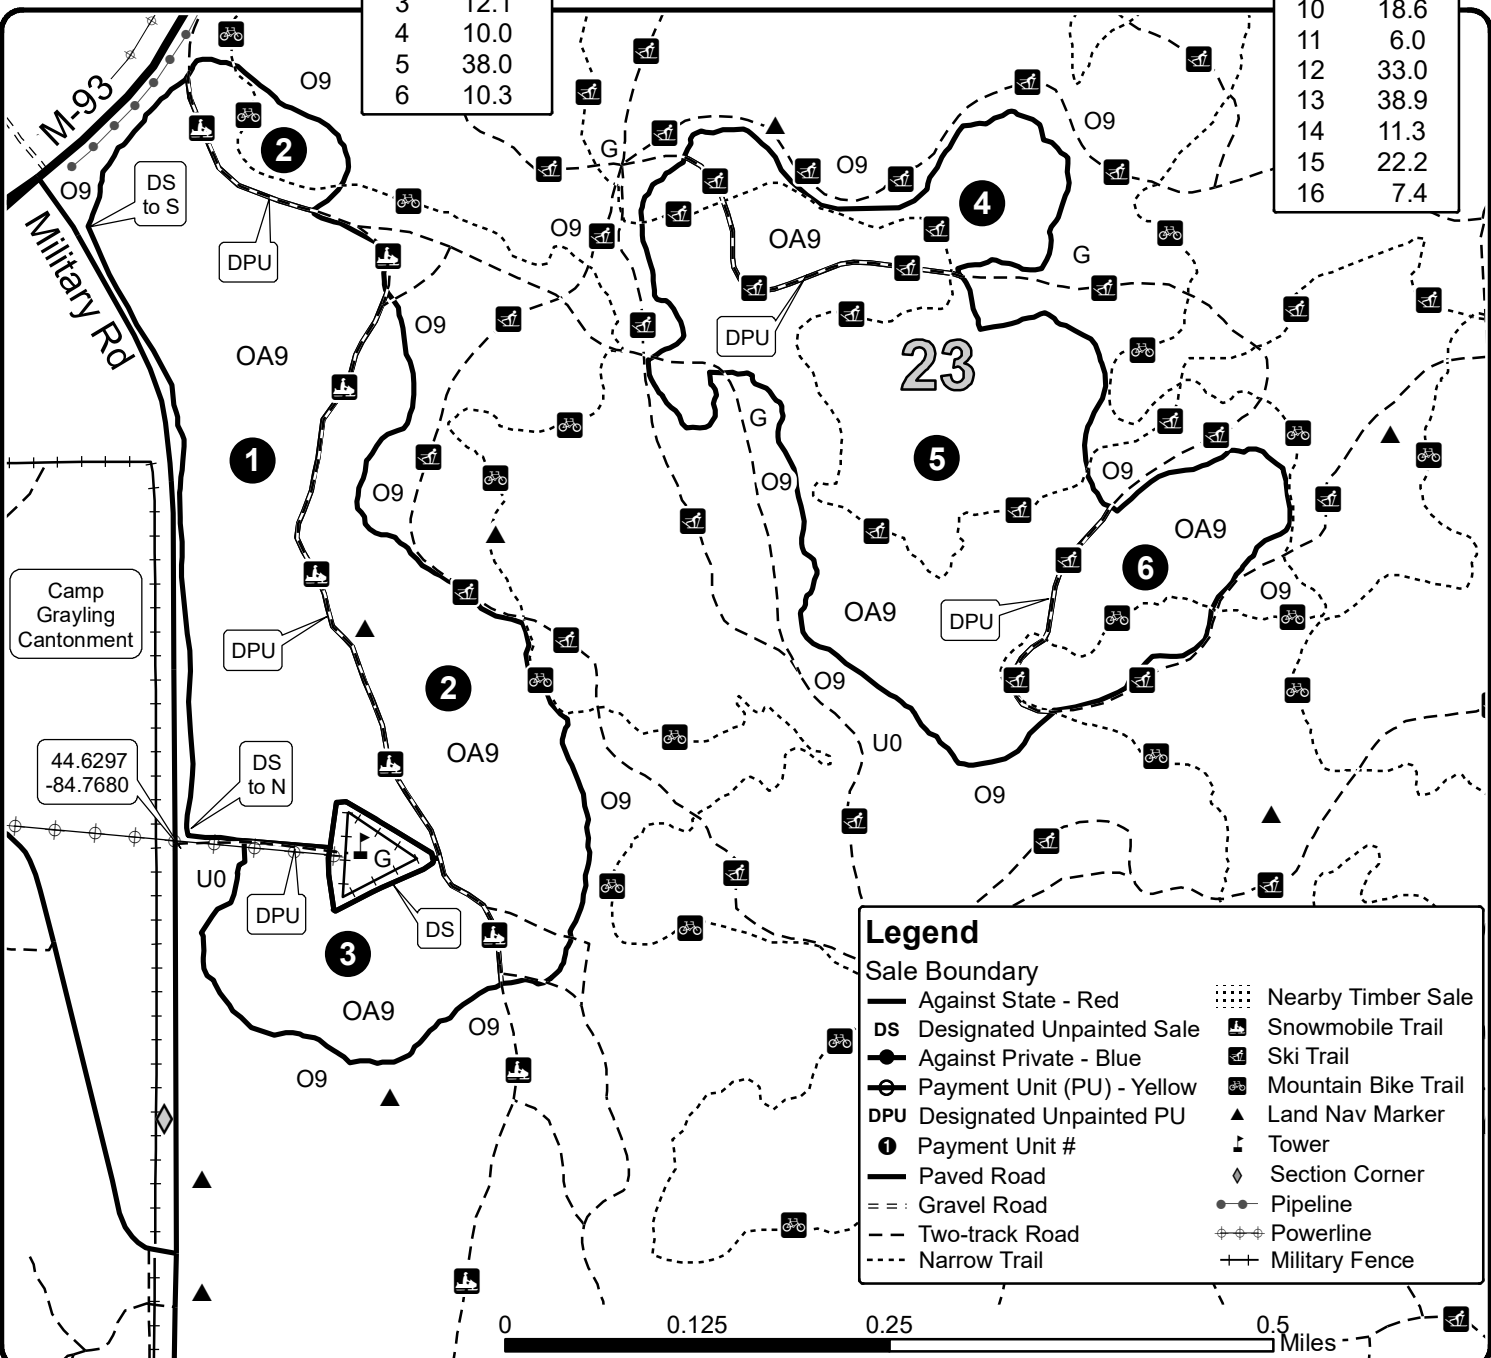 3 12.1
4 10.0
5 38.0
6 10.3
10 18.6
11 6.0
12 33.0
13 38.9
14 11.3
15 22.2
16 7.4
M-93
O9
2
O9
DS
to S
Military Rd
DPU
G
O9
O9
4
O9
OA9
G
DPU
23
OA9
O9
1
O9
G
O9
5
O9
OA9
6
O9
OA9
DPU
Camp
Grayling
Cantonment
DPU
2
OA9
O9
U0
O9
O9
44.6297
-84.7680
DS
to N
G
U0
DPU
DS
3
OA9
O9
O9
Legend
Sale Boundary
Against State - Red
DS Designated Unpainted Sale
Against Private - Blue
Payment Unit (PU) - Yellow
DPU Designated Unpainted PU
1 Payment Unit #
Paved Road
Gravel Road
Two-track Road
Narrow Trail
Nearby Timber Sale
Snowmobile Trail
Ski Trail
Mountain Bike Trail
Land Nav Marker
Tower
Section Corner
Pipeline
Powerline
Military Fence
0 0.125 0.25 0.5
Miles